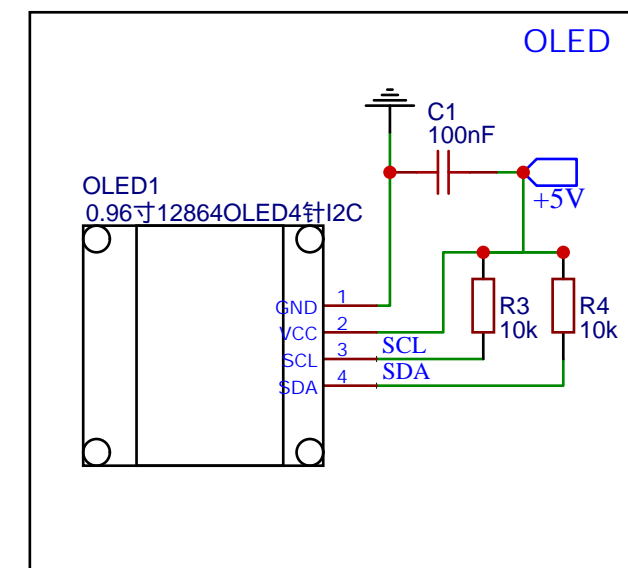 OLED
C1
100nF
+5V
OLED1
0.96寸12864OLED4针I2C
GND 1
VCC 2
SCL 3 SCL
SDA 4 SDA
R3
10k
R4
10k